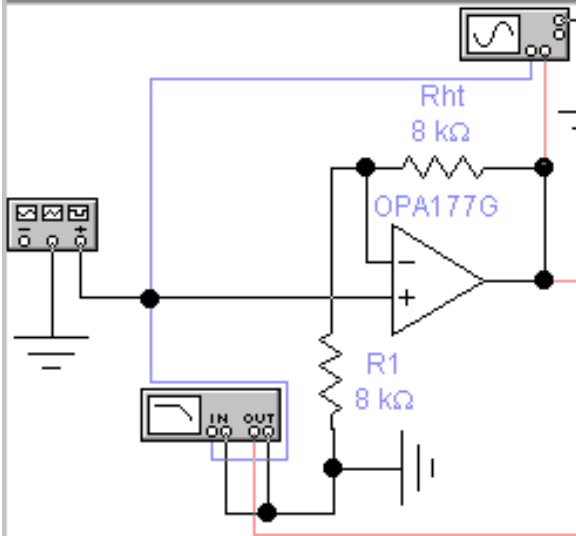 Rht
8 kΩ
OPA177G
−
+
− +
R1
8 kΩ
IN OUT